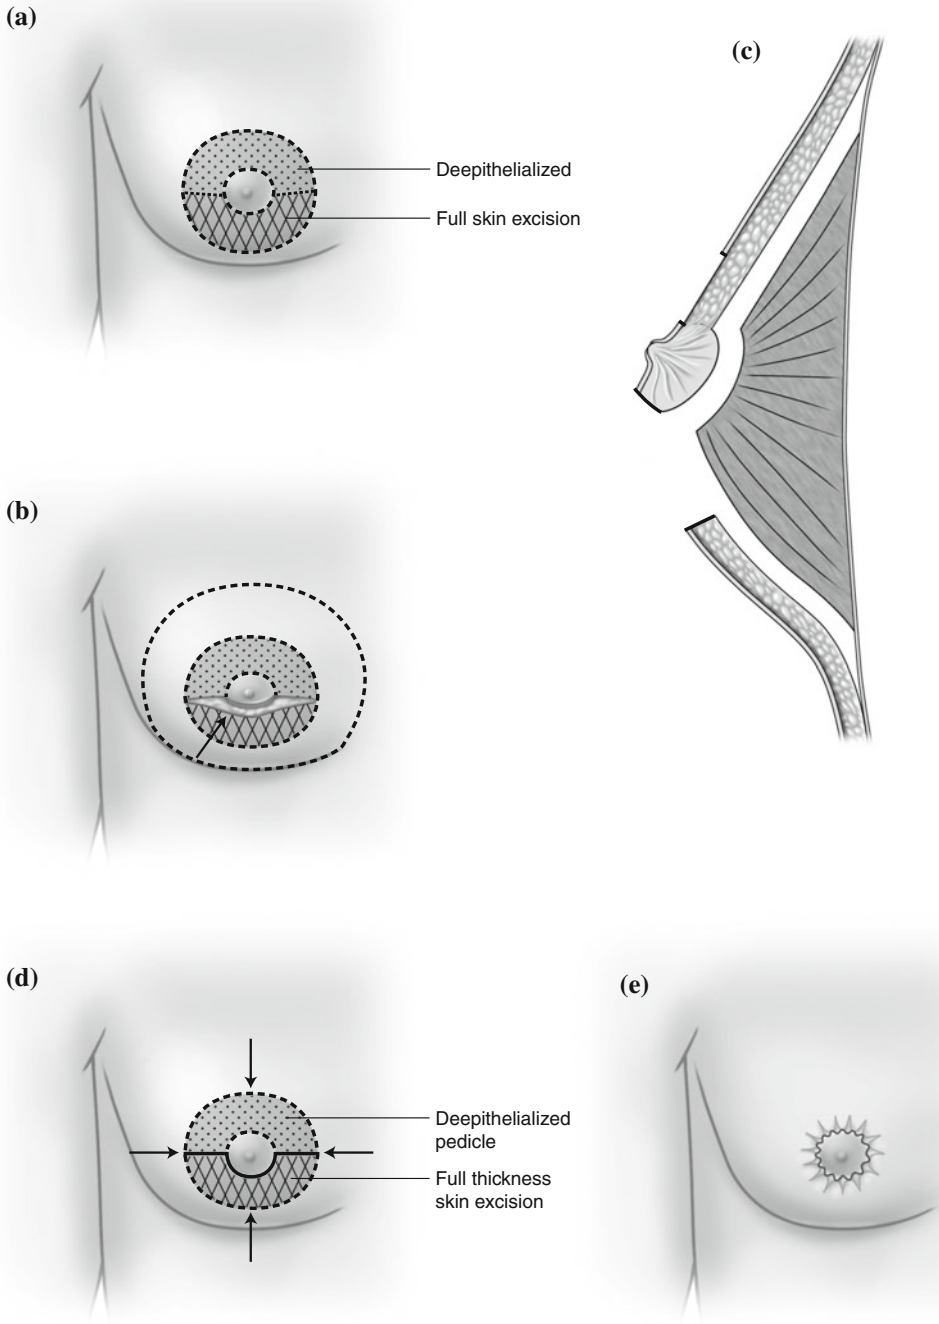 (a)
Deepithelialized
Full skin excision
(c)
(b)
(d)
Deepithelialized
pedicle
Full thickness
skin excision
(e)